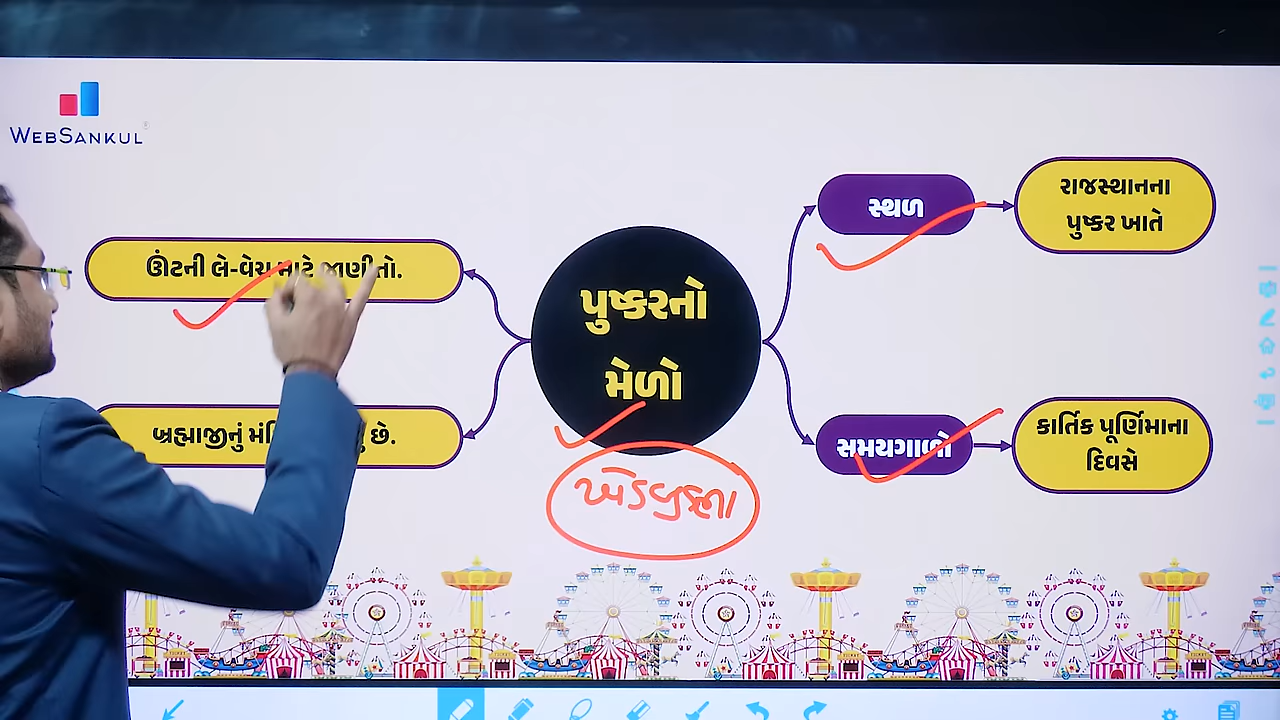 WEBSANKUL
સ્થળ
રાજસ્થાનના
પુષ્કર ખાતે
ઊંટની લે-વેચ માટે જાણીતો.
પુષ્કરનો
મેળો
બ્રહ્માજીનું
છે.
સમયગાળો
કાર્તિક પૂર્ણિમાના
દિવસે
ખેડબ્રહ્મા